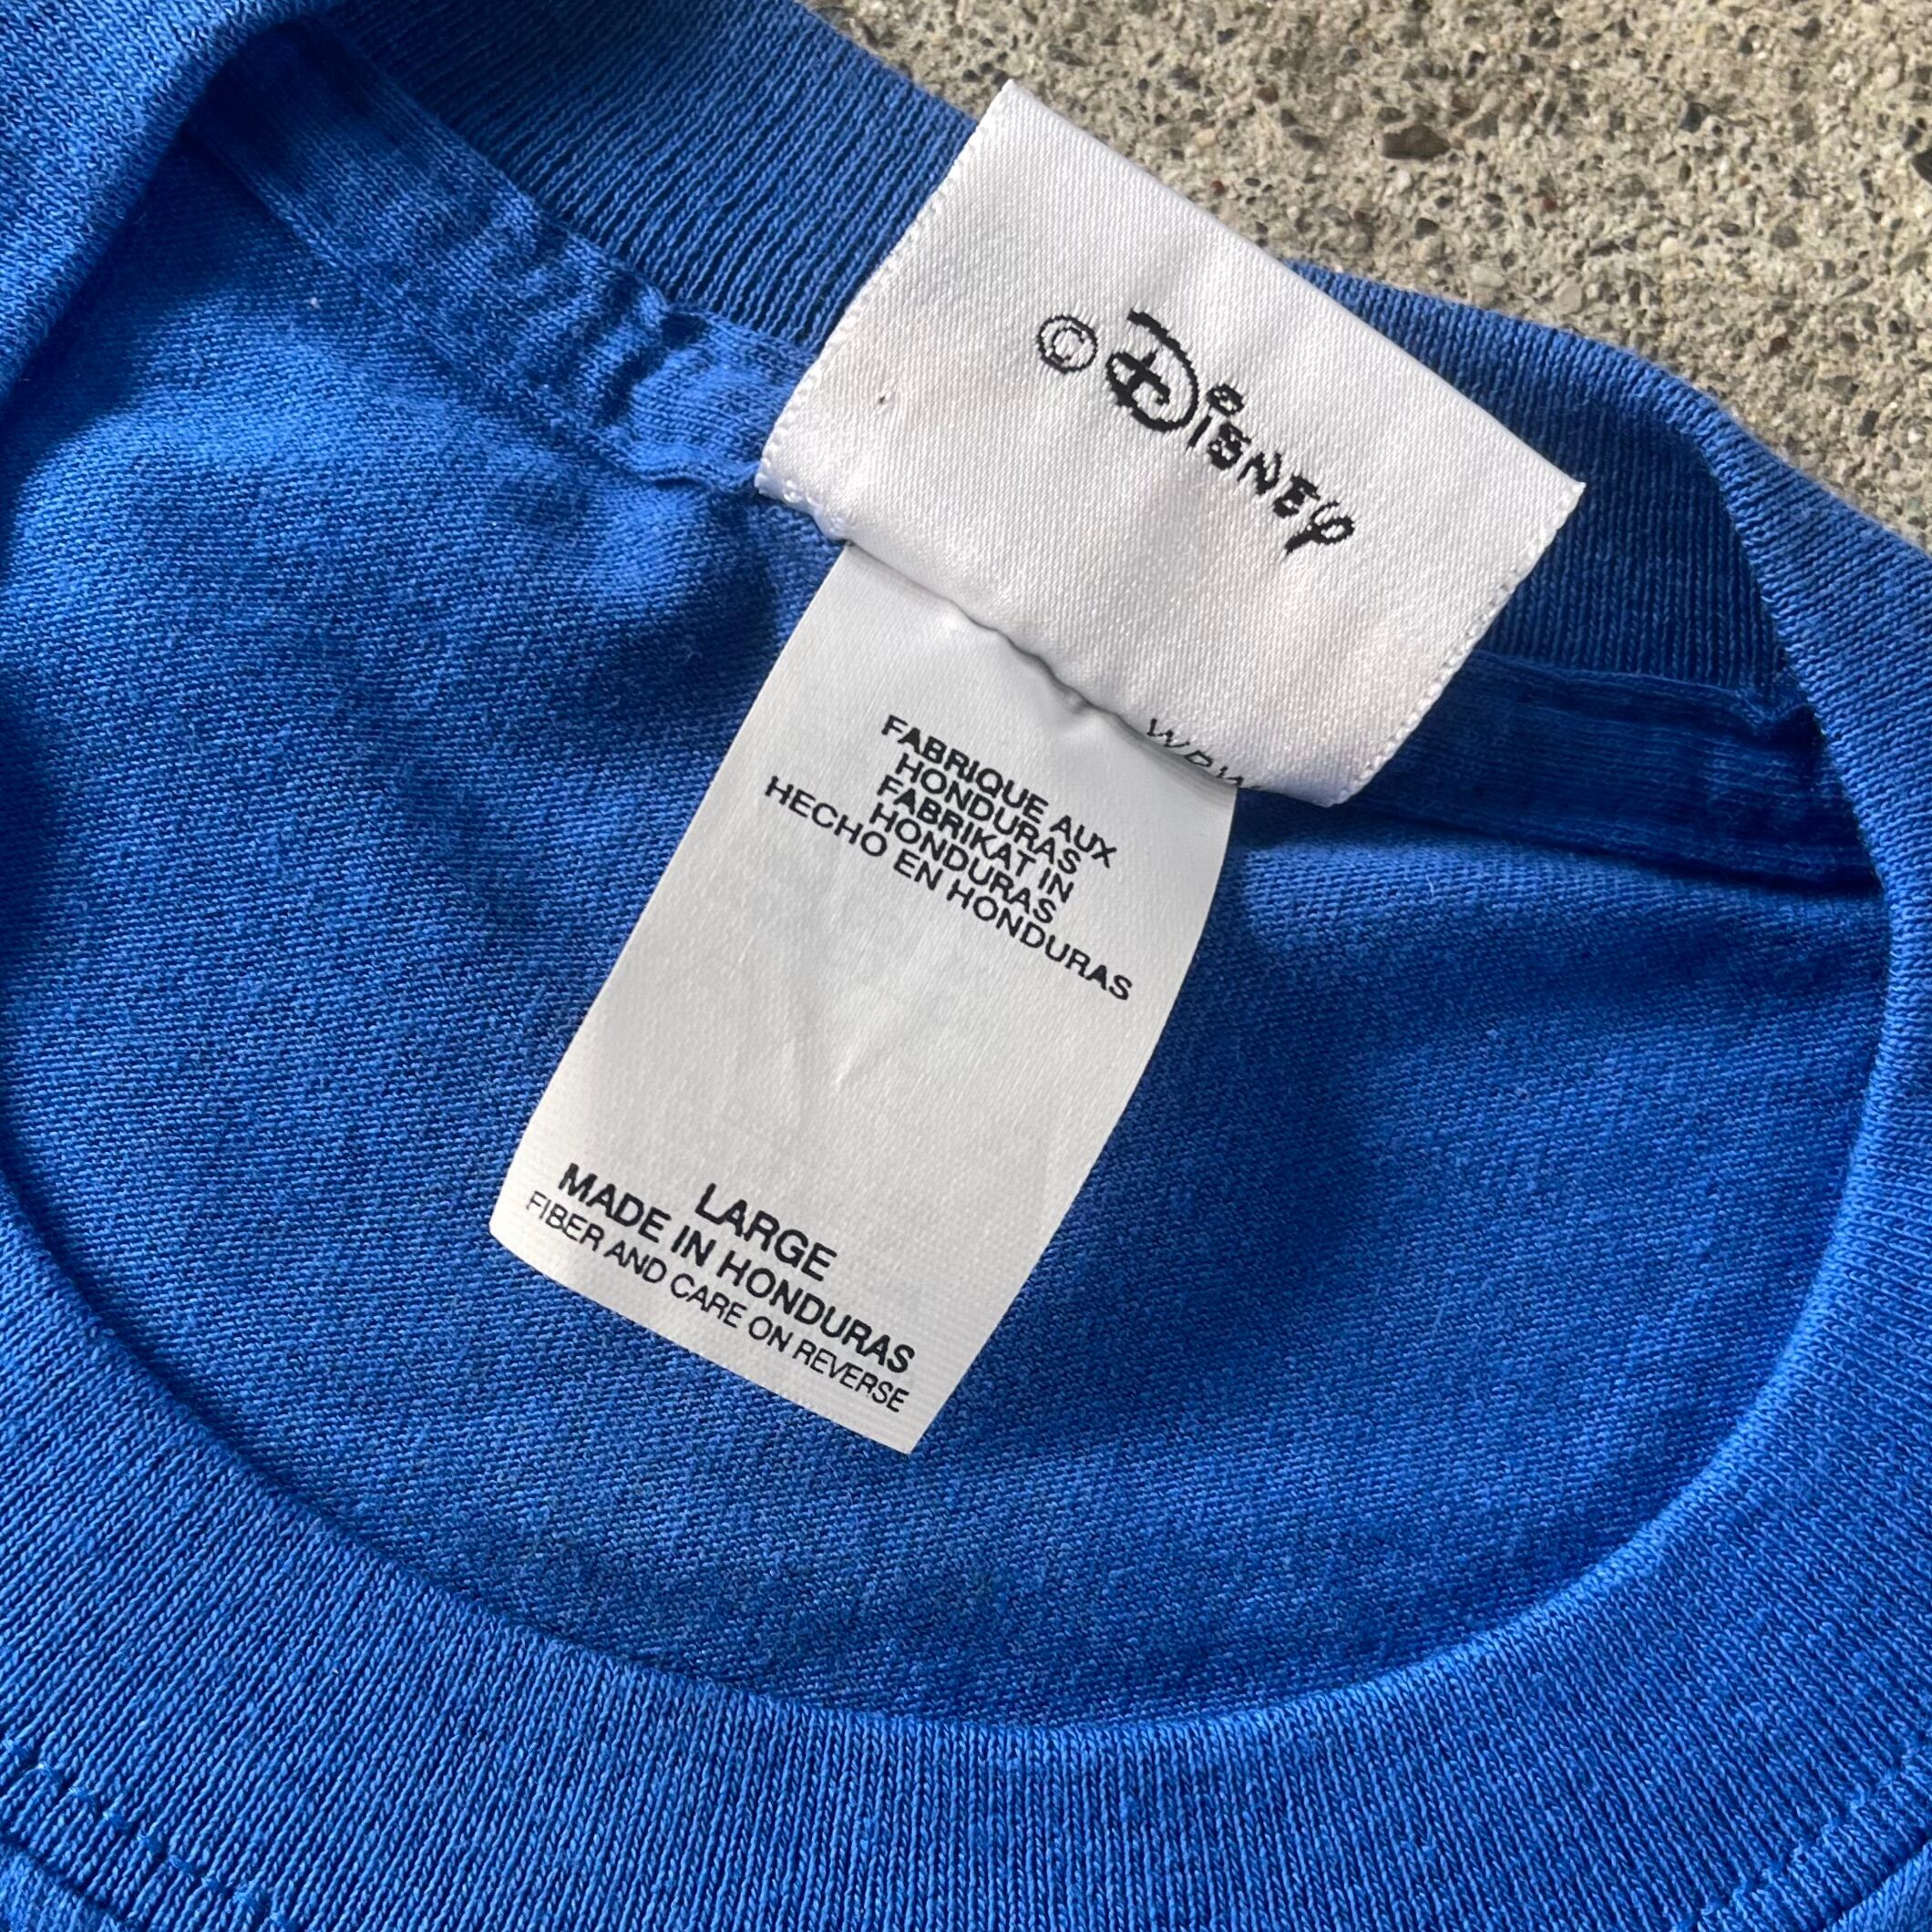 © Disney
FABRIQUE AUX
HONDURAS
FABRIKAT IN
HONDURAS
HECHO EN HONDURAS
LARGE
MADE IN HONDURAS
FIBER AND CARE ON REVERSE